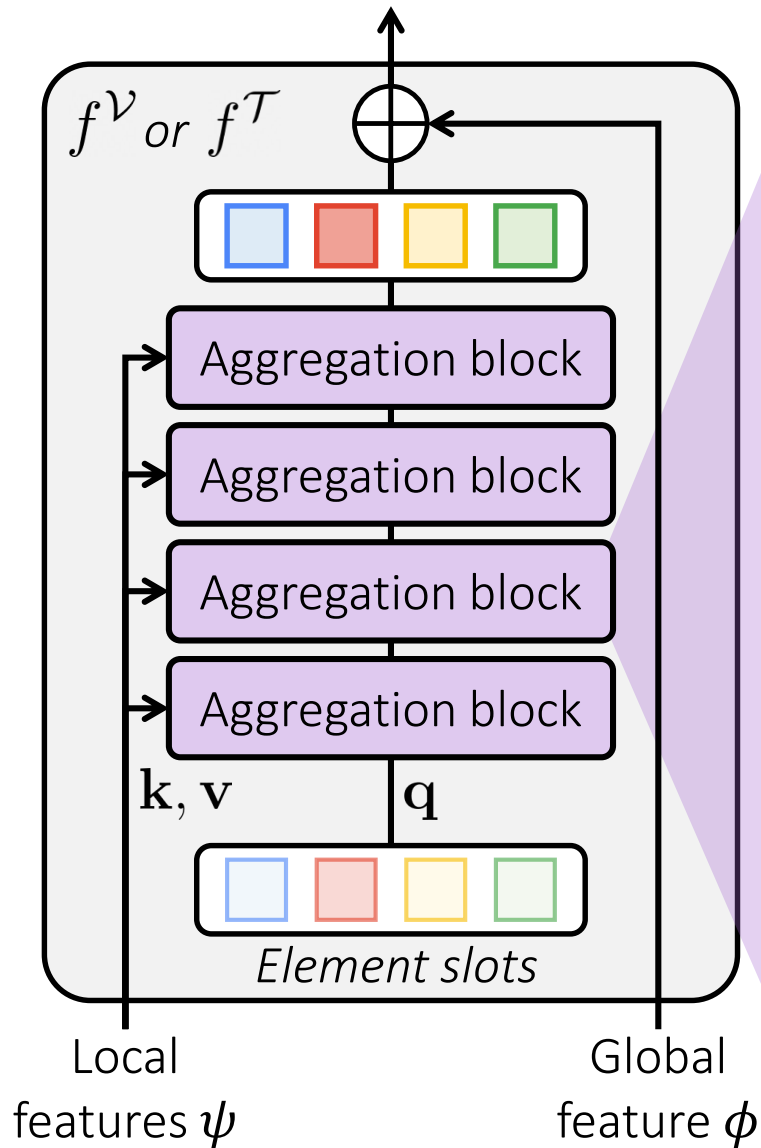 f^𝒱 or f^𝒯
Aggregation block
Aggregation block
Aggregation block
Aggregation block
k, v
q
Element slots
Local
features ψ
Global
feature ϕ